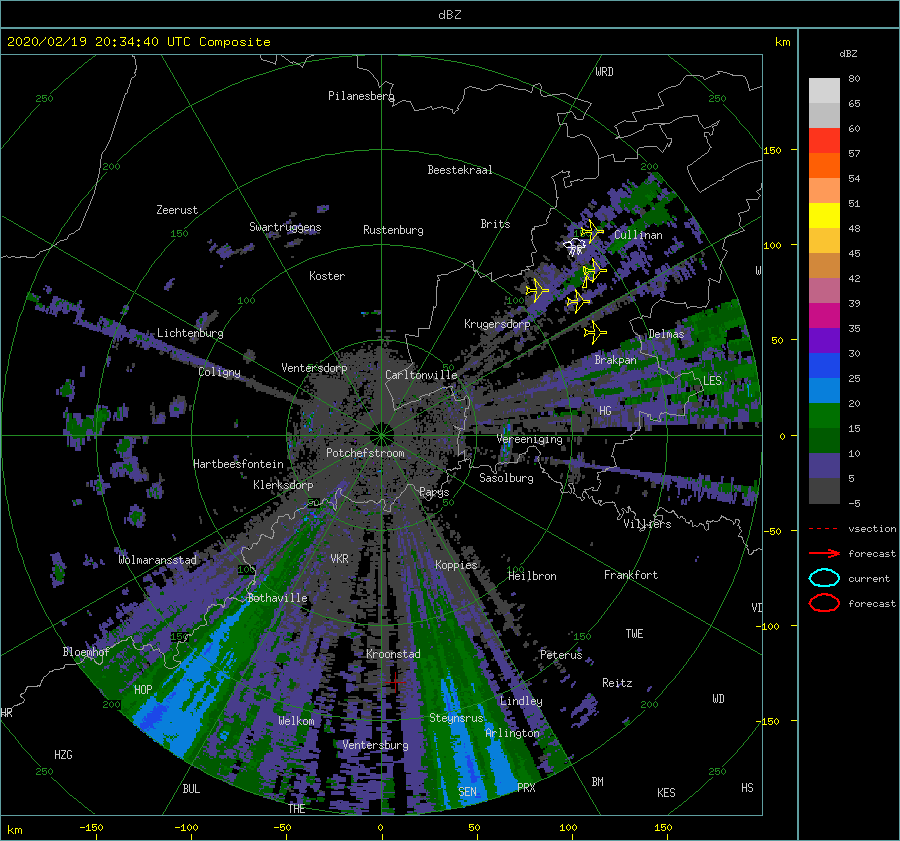 dBZ
2020/02/19 20:34:40 UTC Composite
km
dBZ
WRD
80
250
Pilanesberg
250
65
60
150
57
200
Beestekraal
200
54
Zeerust
51
Swartruggens
Brits
150
Rustenburg
Cullinan
48
100
Koster
W
45
42
100
100
39
Lichtenburg
Krugersdorp
Delmas
35
50
Brakpan
30
Coligny
Ventersdorp
Carltonville
LES
25
HG
20
Vereeniging
0
15
Potchefstroom
Hartbeesfontein
Sasolburg
10
Klerksdorp
Parys
5
50
50
-5
Villiers
-50
vsection
VKR
Koppies
forecast
Wolmaransstad
100
100
Heilbron
Frankfort
current
Bothaville
VD
forecast
-100
150
150
TWE
Bloemhof
Kroonstad
Peterus
HOP
Reitz
200
Lindley
200
WD
HR
Welkom
Steynsrus
-150
Arlington
Ventersburg
HZG
250
250
BUL
SEN
PRX
BM
KES
HS
THE
km
-150
-100
-50
0
50
100
150